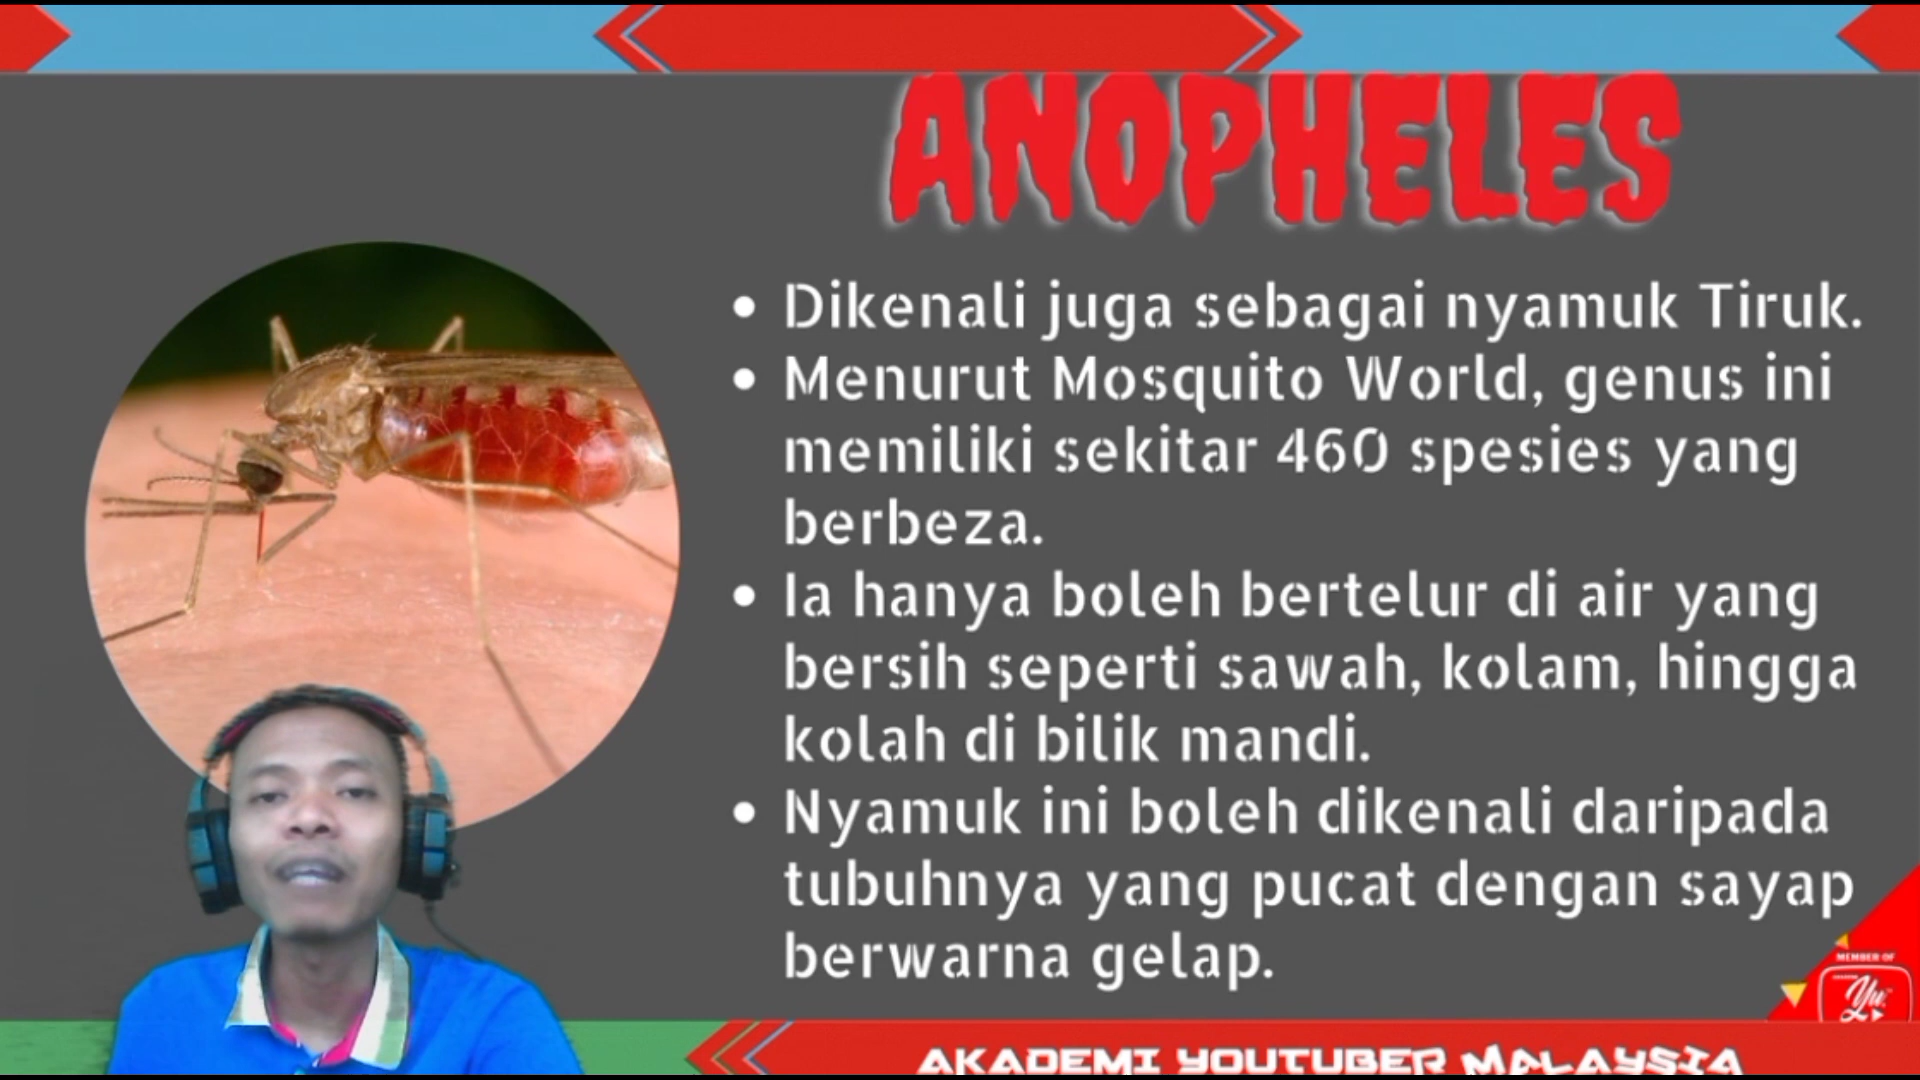 ANOPHELES
• Dikenali juga sebagai nyamuk Tiruk.
• Menurut Mosquito World, genus ini
memiliki sekitar 460 spesies yang
berbeza.
• Ia hanya boleh bertelur di air yang
bersih seperti sawah, kolam, hingga
kolah di bilik mandi.
• Nyamuk ini boleh dikenali daripada
tubuhnya yang pucat dengan sayap
berwarna gelap.
MEMBER OF
AKADEMI YOUTUBER MALAYSIA